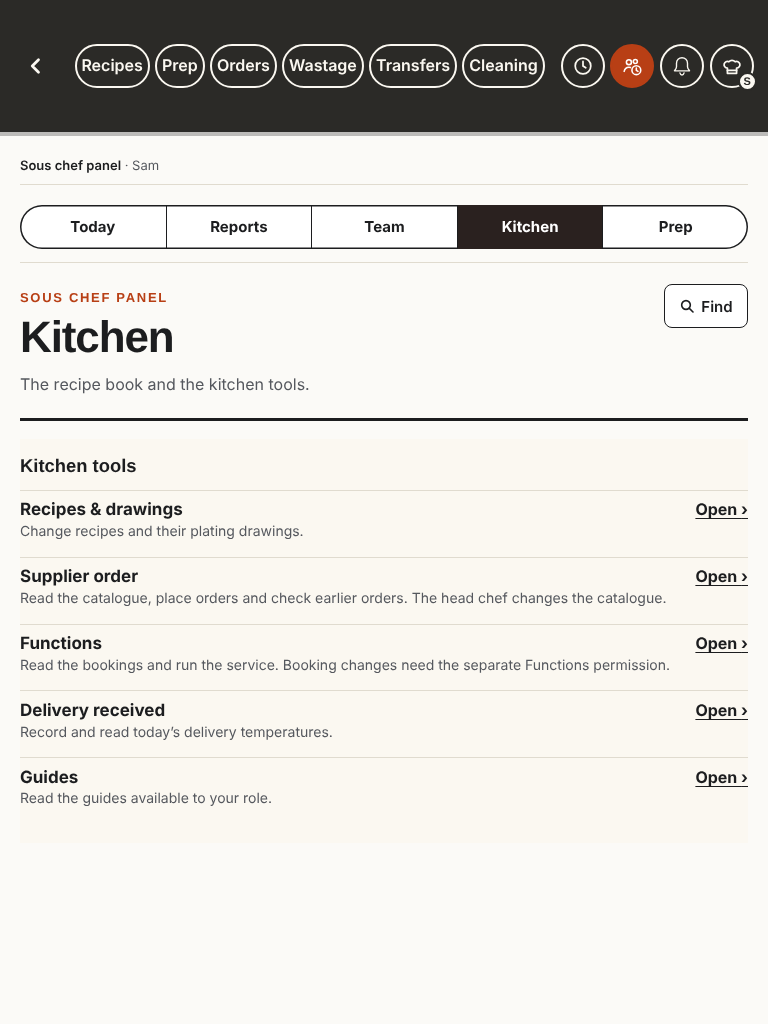 Recipes Prep Orders Wastage Transfers Cleaning
S
Sous chef panel · Sam
Today Reports Team Kitchen Prep
SOUS CHEF PANEL
Find
Kitchen
The recipe book and the kitchen tools.
Kitchen tools
Recipes & drawings Open ›
Change recipes and their plating drawings.
Supplier order Open ›
Read the catalogue, place orders and check earlier orders. The head chef changes the catalogue.
Functions Open ›
Read the bookings and run the service. Booking changes need the separate Functions permission.
Delivery received Open ›
Record and read today’s delivery temperatures.
Guides Open ›
Read the guides available to your role.